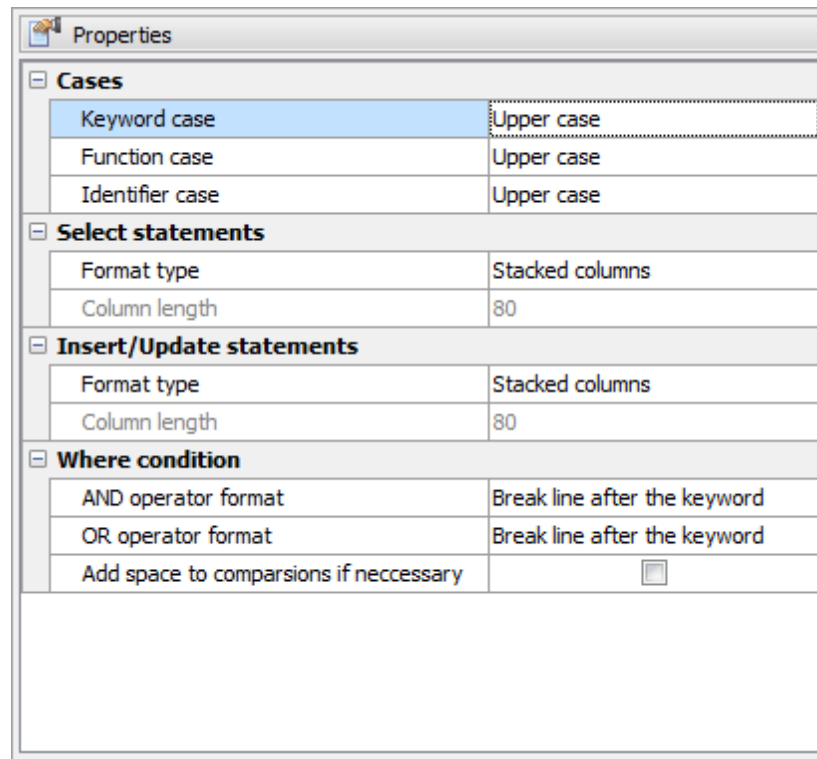 Properties
Cases
Keyword case Upper case
Function case Upper case
Identifier case Upper case
Select statements
Format type Stacked columns
Column length 80
Insert/Update statements
Format type Stacked columns
Column length 80
Where condition
AND operator format Break line after the keyword
OR operator format Break line after the keyword
Add space to comparsions if neccessary